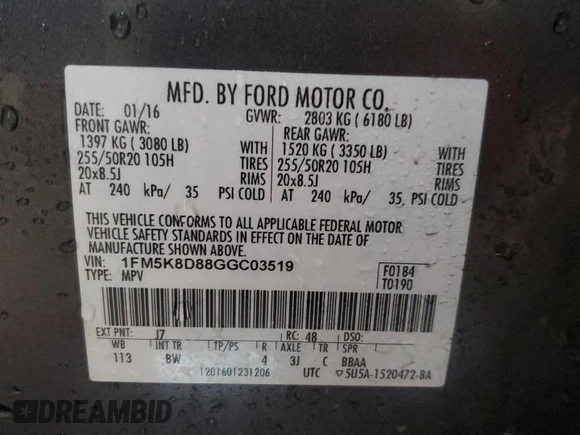 MFD. BY FORD MOTOR CO.
DATE: 01/16 GVWR: 2803 KG ( 6180 LB)
FRONT GAWR: REAR GAWR:
1397 KG ( 3080 LB) WITH 1520 KG ( 3350 LB) WITH
255/50R20 105H TIRES 255/50R20 105H TIRES
20x8.5J RIMS 20x8.5J RIMS
AT 240 kPa/ 35 PSI COLD AT 240 kPa/ 35 PSI COLD
THIS VEHICLE CONFORMS TO ALL APPLICABLE FEDERAL MOTOR
VEHICLE SAFETY STANDARDS IN EFFECT ON THE DATE OF
MANUFACTURE SHOWN ABOVE.
VIN: 1FM5K8D88GGC03519 F0184
TYPE: MPV T0190
EXT PNT: J7 RC: 48 DSO:
WB INT TR TP/PS R AXLE TR SPR
113 BW 4 3J C BBAA
1201601231206 UTC ▽5U5A-1520472-BA
DREAMBID